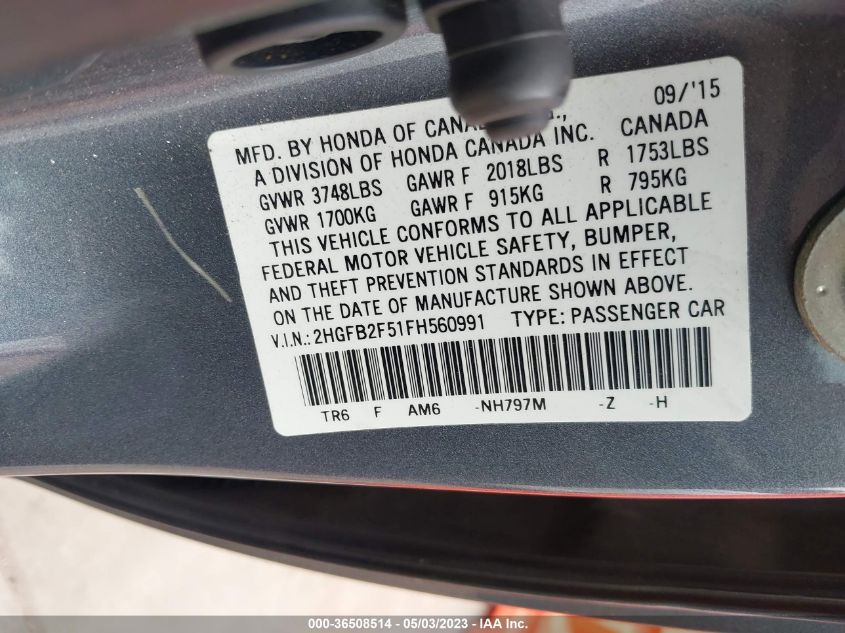 09/'15
MFD. BY HONDA OF CANADA
A DIVISION OF HONDA CANADA INC. CANADA
GVWR 3748LBS GAWR F 2018LBS R 1753LBS
GVWR 1700KG GAWR F 915KG R 795KG
THIS VEHICLE CONFORMS TO ALL APPLICABLE
FEDERAL MOTOR VEHICLE SAFETY, BUMPER,
AND THEFT PREVENTION STANDARDS IN EFFECT
ON THE DATE OF MANUFACTURE SHOWN ABOVE.
V.I.N.: 2HGFB2F51FH560991 TYPE: PASSENGER CAR
TR6 F AM6 -NH797M -Z -H
000-36508514 - 05/03/2023 - IAA Inc.